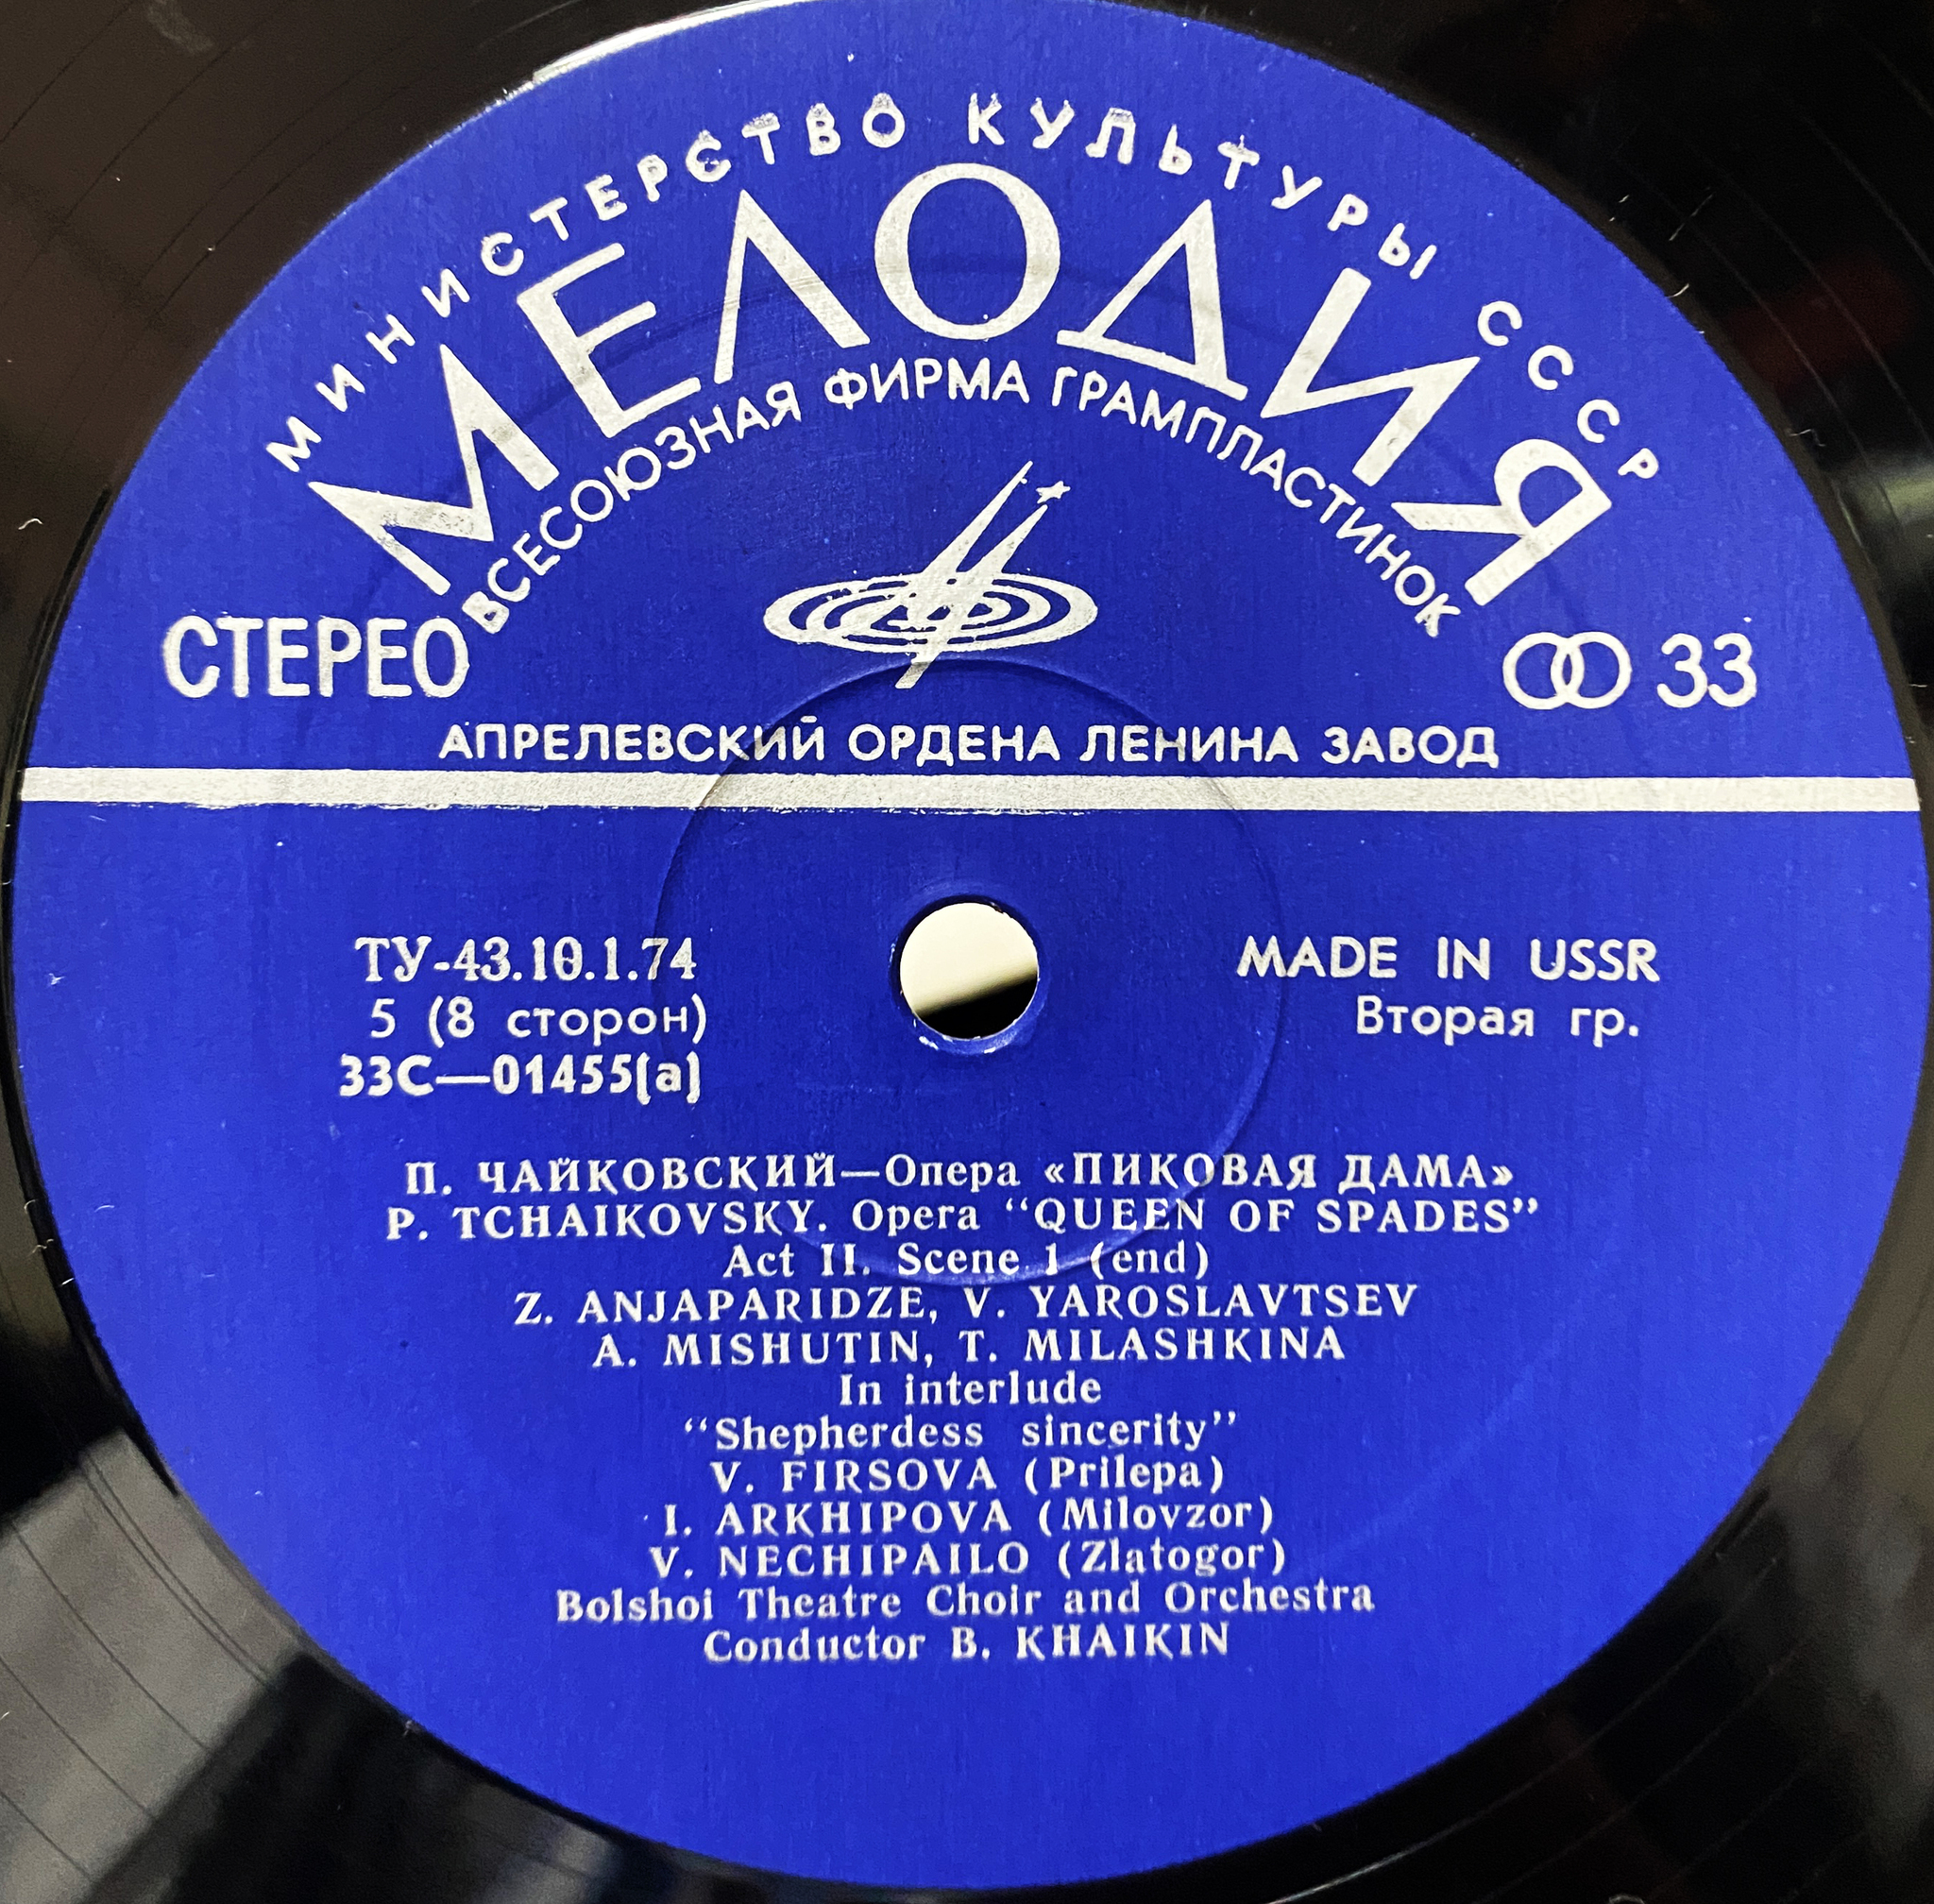 МИНИСТЕРСТВО КУЛЬТУРЫ СССР
МЕЛОДИЯ
ВСЕСОЮЗНАЯ ФИРМА ГРАМПЛАСТИНОК
СТЕРЕО
33
АПРЕЛЕВСКИЙ ОРДЕНА ЛЕНИНА ЗАВОД
ТУ-43.10.1.74
5 (8 сторон)
33С—01455(а)
MADE IN USSR
Вторая гр.
П. ЧАЙКОВСКИЙ—Опера «ПИКОВАЯ ДАМА»
P. TCHAIKOVSKY. Opera “QUEEN OF SPADES”
Act II. Scene 1 (end)
Z. ANJAPARIDZE, V. YAROSLAVTSEV
A. MISHUTIN, T. MILASHKINA
In interlude
“Shepherdess sincerity”
V. FIRSOVA (Prilepa)
I. ARKHIPOVA (Milovzor)
V. NECHIPAILO (Zlatogor)
Bolshoi Theatre Choir and Orchestra
Conductor B. KHAIKIN